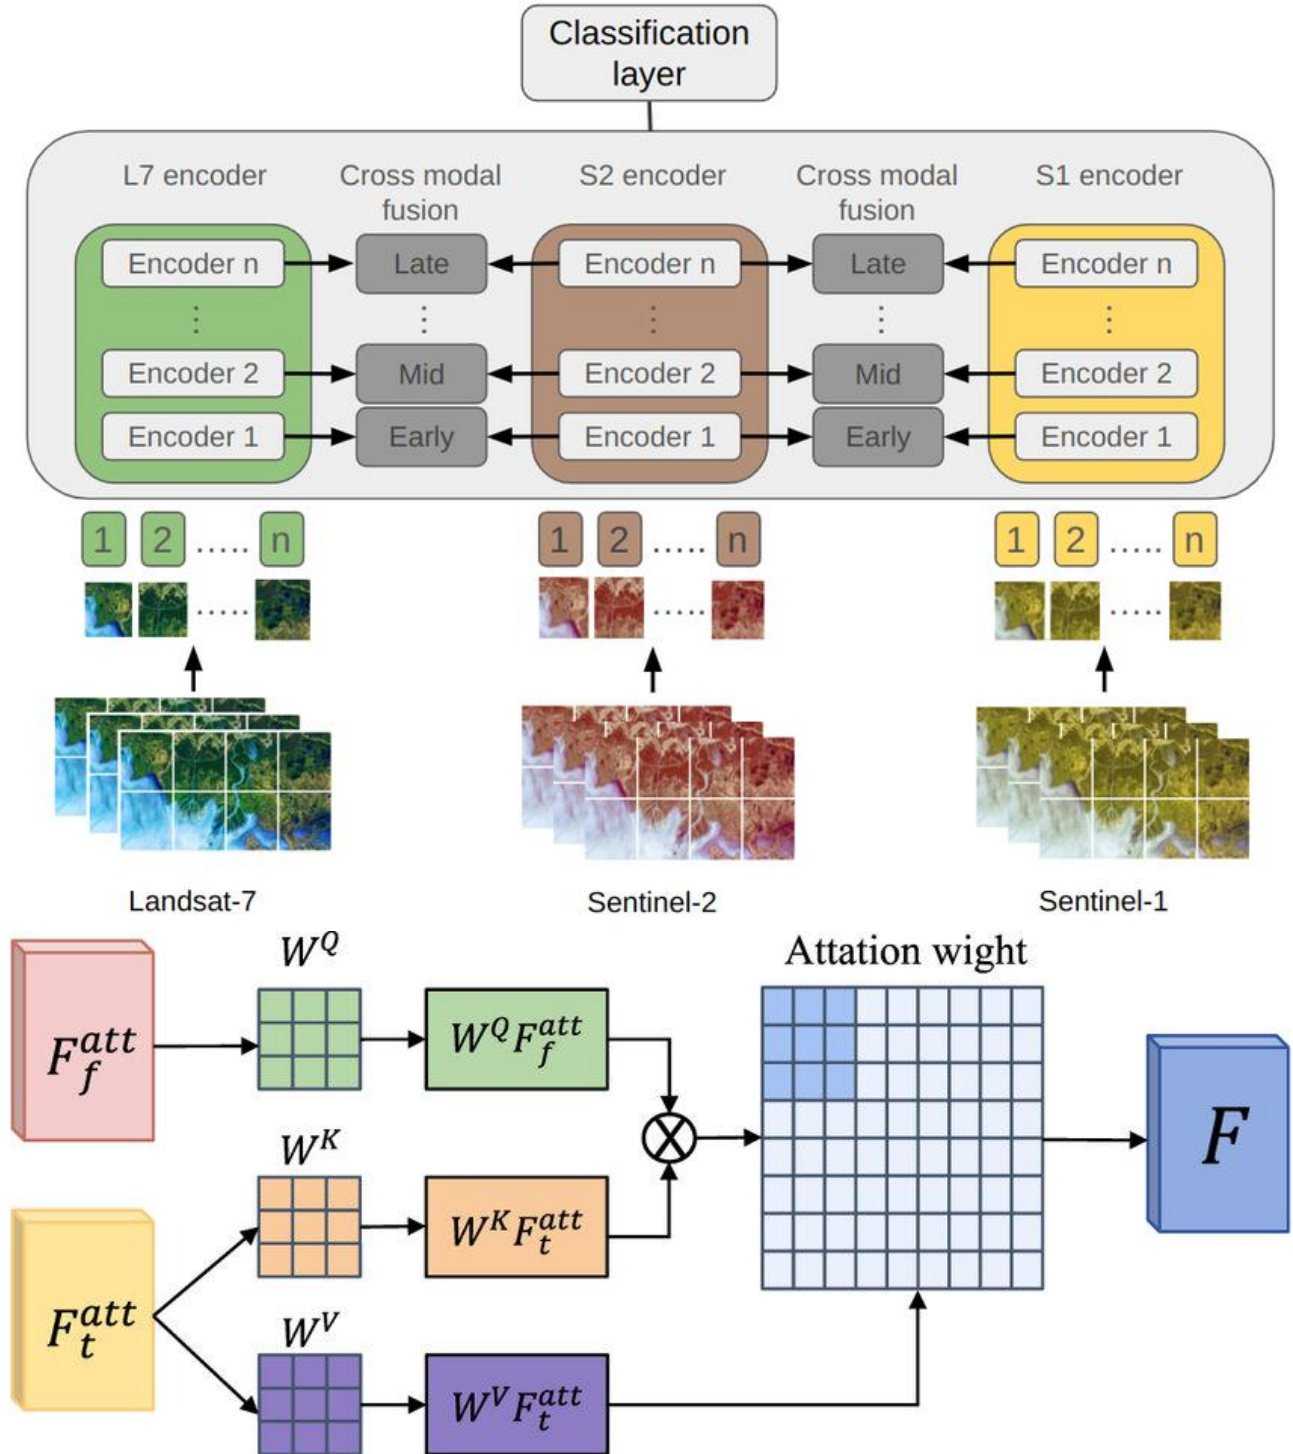 Classification
layer
L7 encoder
Cross modal
fusion
S2 encoder
Cross modal
fusion
S1 encoder
Encoder n
Late
Encoder n
Late
Encoder n
Encoder 2
Mid
Encoder 2
Mid
Encoder 2
Encoder 1
Early
Encoder 1
Early
Encoder 1
1 2 ..... n
1 2 ..... n
1 2 ..... n
.....
.....
.....
Landsat-7
Sentinel-2
Sentinel-1
W^Q
Attation wight
F_f^{att}
W^Q F_f^{att}
F
W^K
W^K F_t^{att}
F_t^{att}
W^V
W^V F_t^{att}